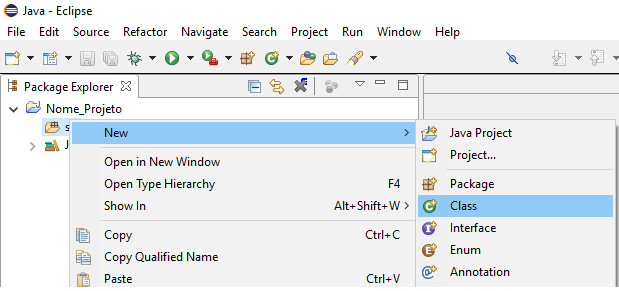 Java - Eclipse
File Edit Source Refactor Navigate Search Project Run Window Help
Package Explorer
Nome_Projeto
s
J
New
Open in New Window
Open Type Hierarchy F4
Show In Alt+Shift+W
Copy Ctrl+C
Copy Qualified Name
Paste Ctrl+V
Java Project
Project...
Package
Class
Interface
Enum
Annotation